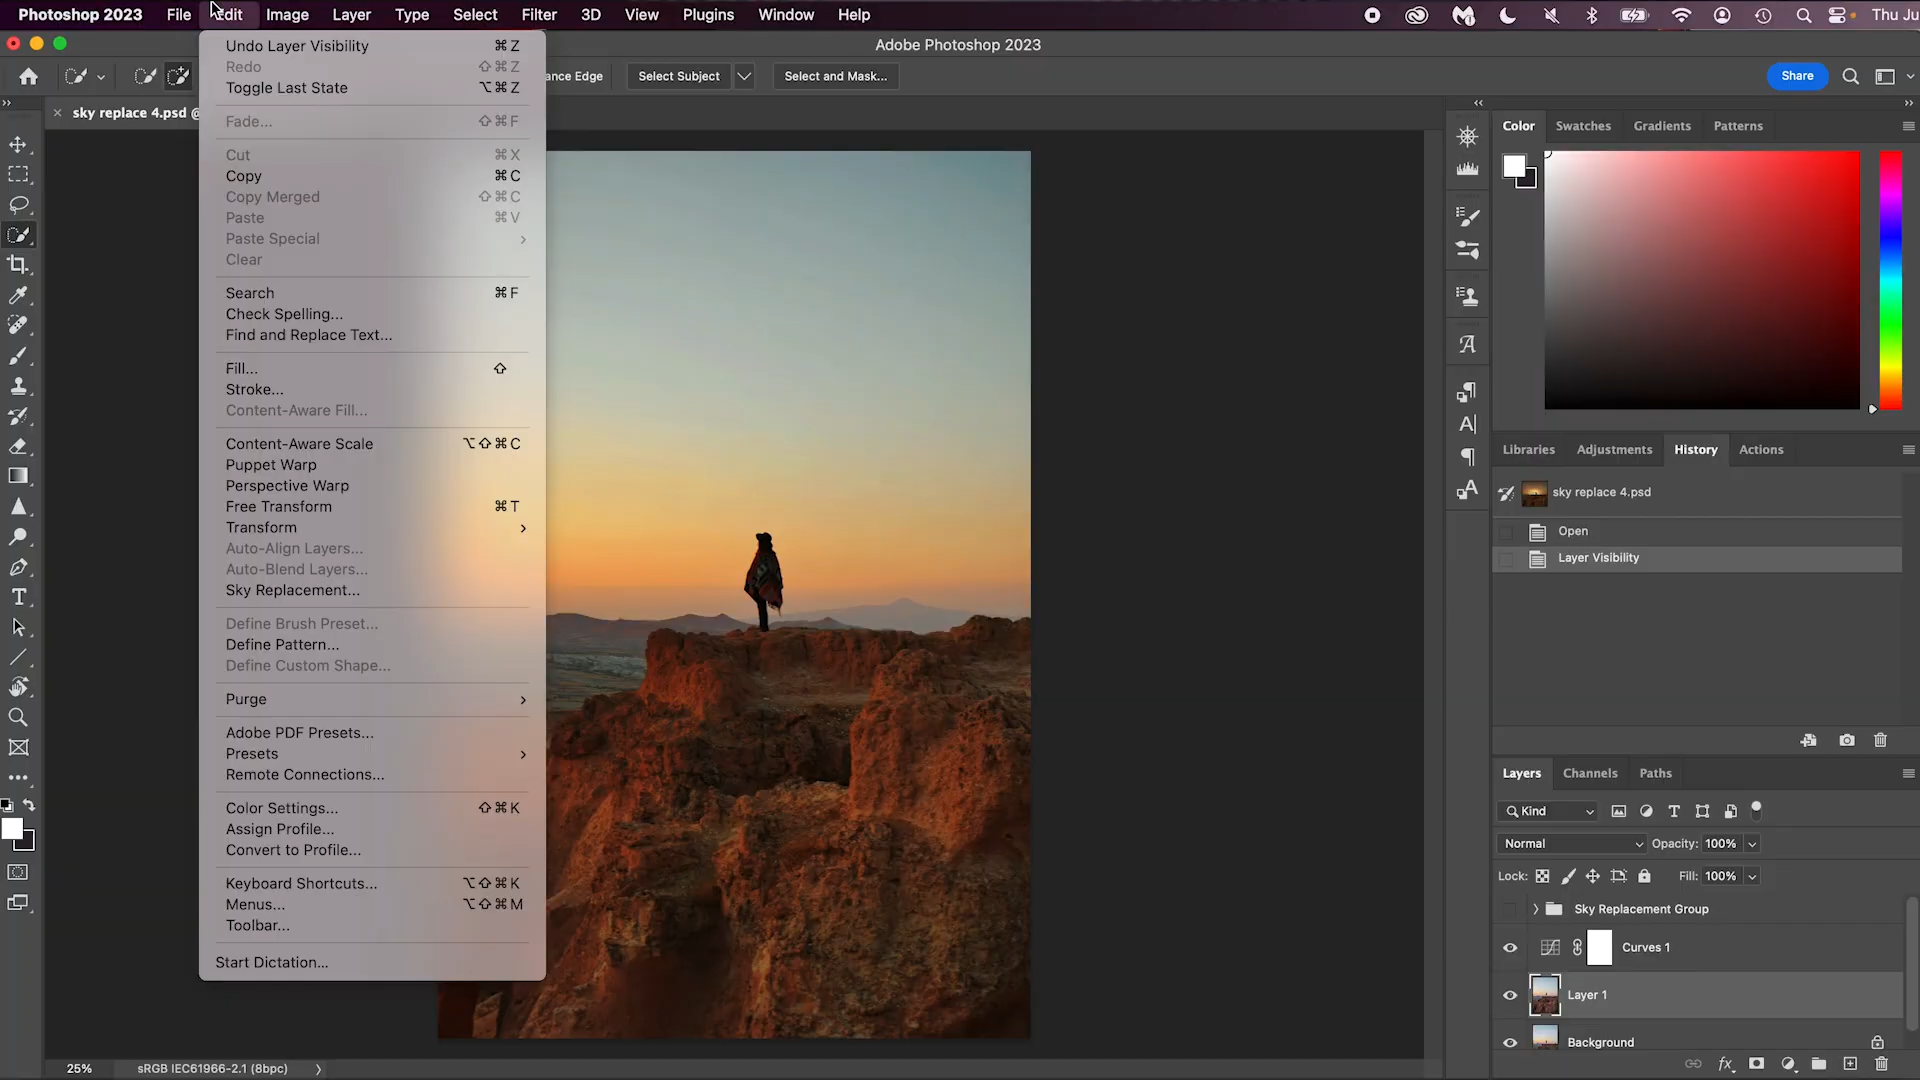 Photoshop 2023 File Edit Image Layer Type Select Filter 3D View Plugins Window Help Thu Ju
Adobe Photoshop 2023
ance Edge Select Subject Select and Mask... Share
sky replace 4.psd @
Undo Layer Visibility ⌘Z
Redo ⇧⌘Z
Toggle Last State ⌥⌘Z
Fade... ⇧⌘F
Cut ⌘X
Copy ⌘C
Copy Merged ⇧⌘C
Paste ⌘V
Paste Special >
Clear
Search ⌘F
Check Spelling...
Find and Replace Text...
Fill... ⇧
Stroke...
Content-Aware Fill...
Content-Aware Scale ⌥⇧⌘C
Puppet Warp
Perspective Warp
Free Transform ⌘T
Transform >
Auto-Align Layers...
Auto-Blend Layers...
Sky Replacement...
Define Brush Preset...
Define Pattern...
Define Custom Shape...
Purge >
Adobe PDF Presets...
Presets >
Remote Connections...
Color Settings... ⇧⌘K
Assign Profile...
Convert to Profile...
Keyboard Shortcuts... ⌥⇧⌘K
Menus... ⌥⇧⌘M
Toolbar...
Start Dictation...
25% sRGB IEC61966-2.1 (8bpc) >
Color Swatches Gradients Patterns
Libraries Adjustments History Actions
sky replace 4.psd
Open
Layer Visibility
Layers Channels Paths
Kind
Normal Opacity: 100%
Lock: Fill: 100%
Sky Replacement Group
Curves 1
Layer 1
Background